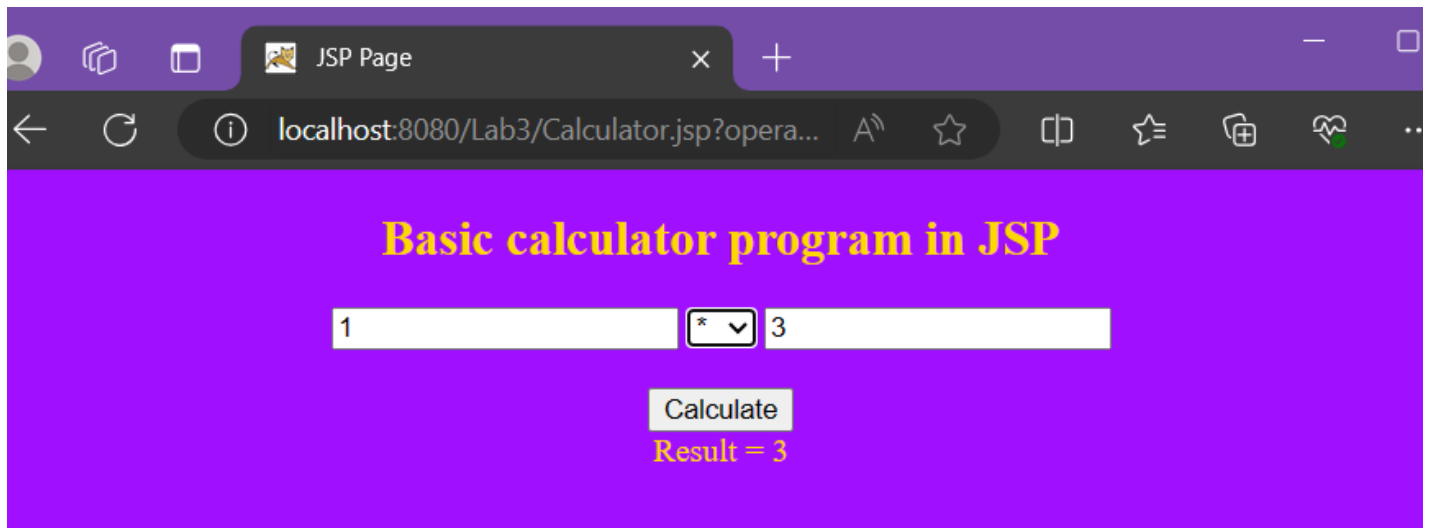 JSP Page
localhost:8080/Lab3/Calculator.jsp?opera...
Basic calculator program in JSP
1 * 3
Calculate
Result = 3